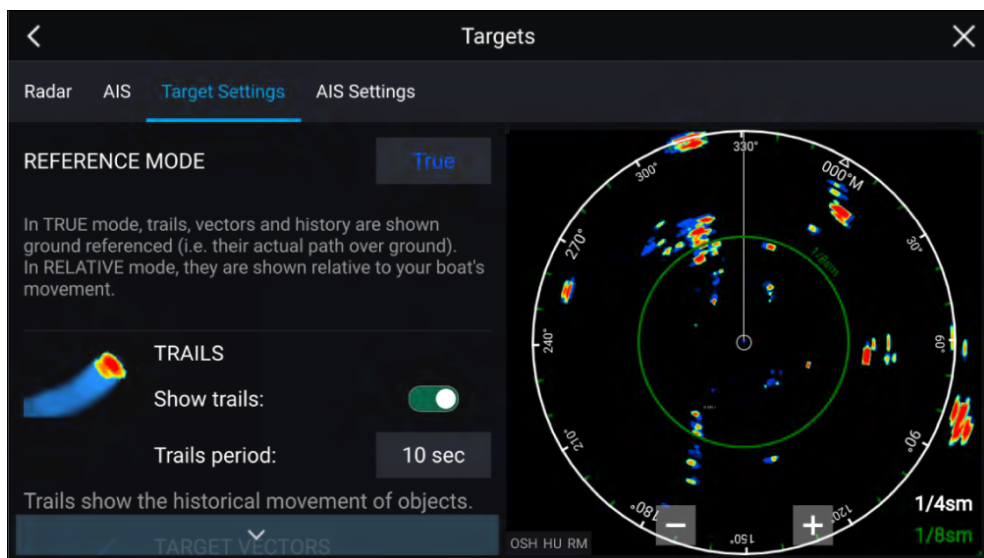 Targets
Radar
AIS
Target Settings
AIS Settings
REFERENCE MODE
True
In TRUE mode, trails, vectors and history are shown
ground referenced (i.e. their actual path over ground).
In RELATIVE mode, they are shown relative to your boat's
movement.
TRAILS
Show trails:
Trails period:
10 sec
Trails show the historical movement of objects.
TARGET VECTORS
330°
000°M
30°
60°
90°
120°
150°
180°
210°
240°
270°
300°
1/8sm
1/4sm
1/8sm
OSH HU RM